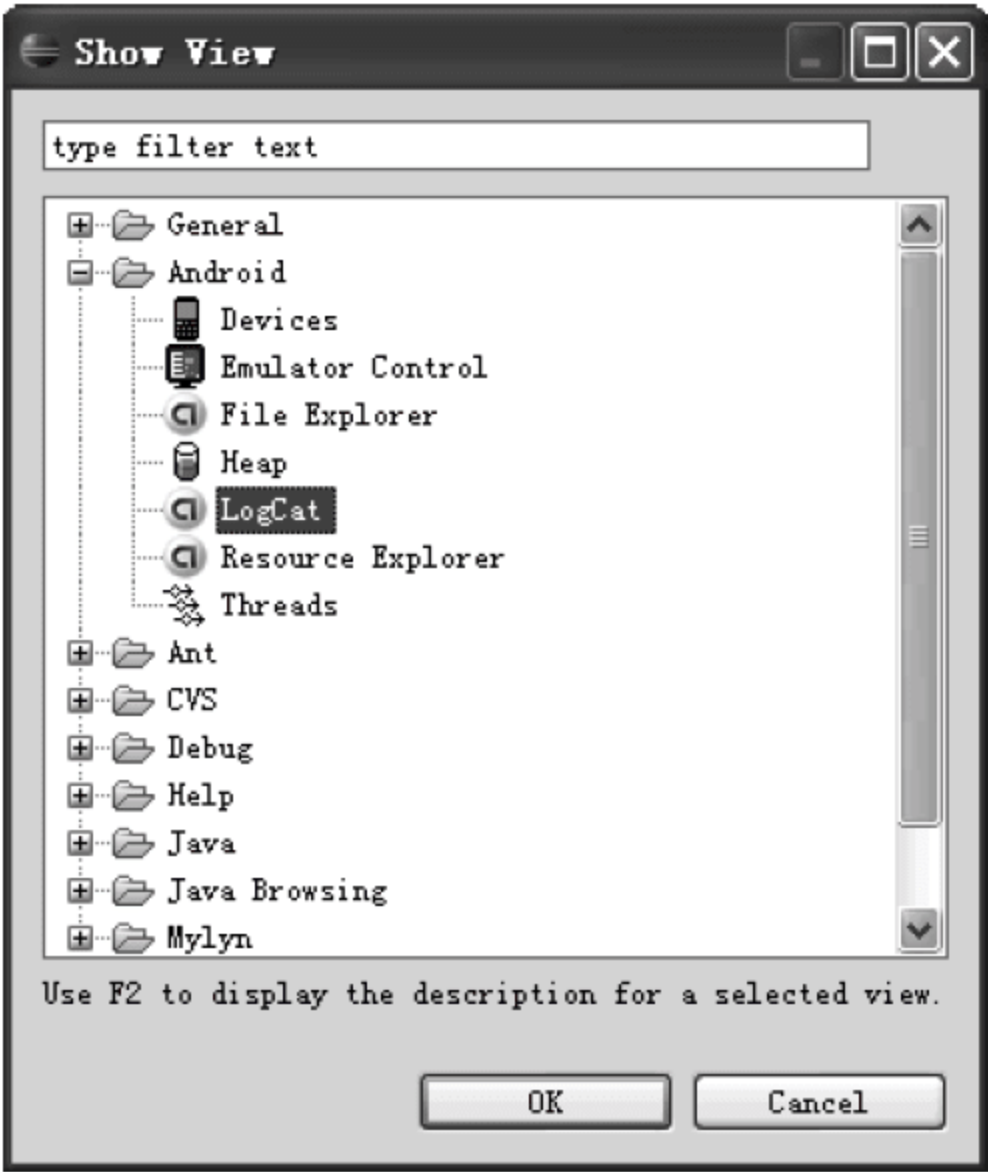 Show View
type filter text
General
Android
Devices
Emulator Control
File Explorer
Heap
LogCat
Resource Explorer
Threads
Ant
CVS
Debug
Help
Java
Java Browsing
Mylyn
Use F2 to display the description for a selected view.
OK
Cancel